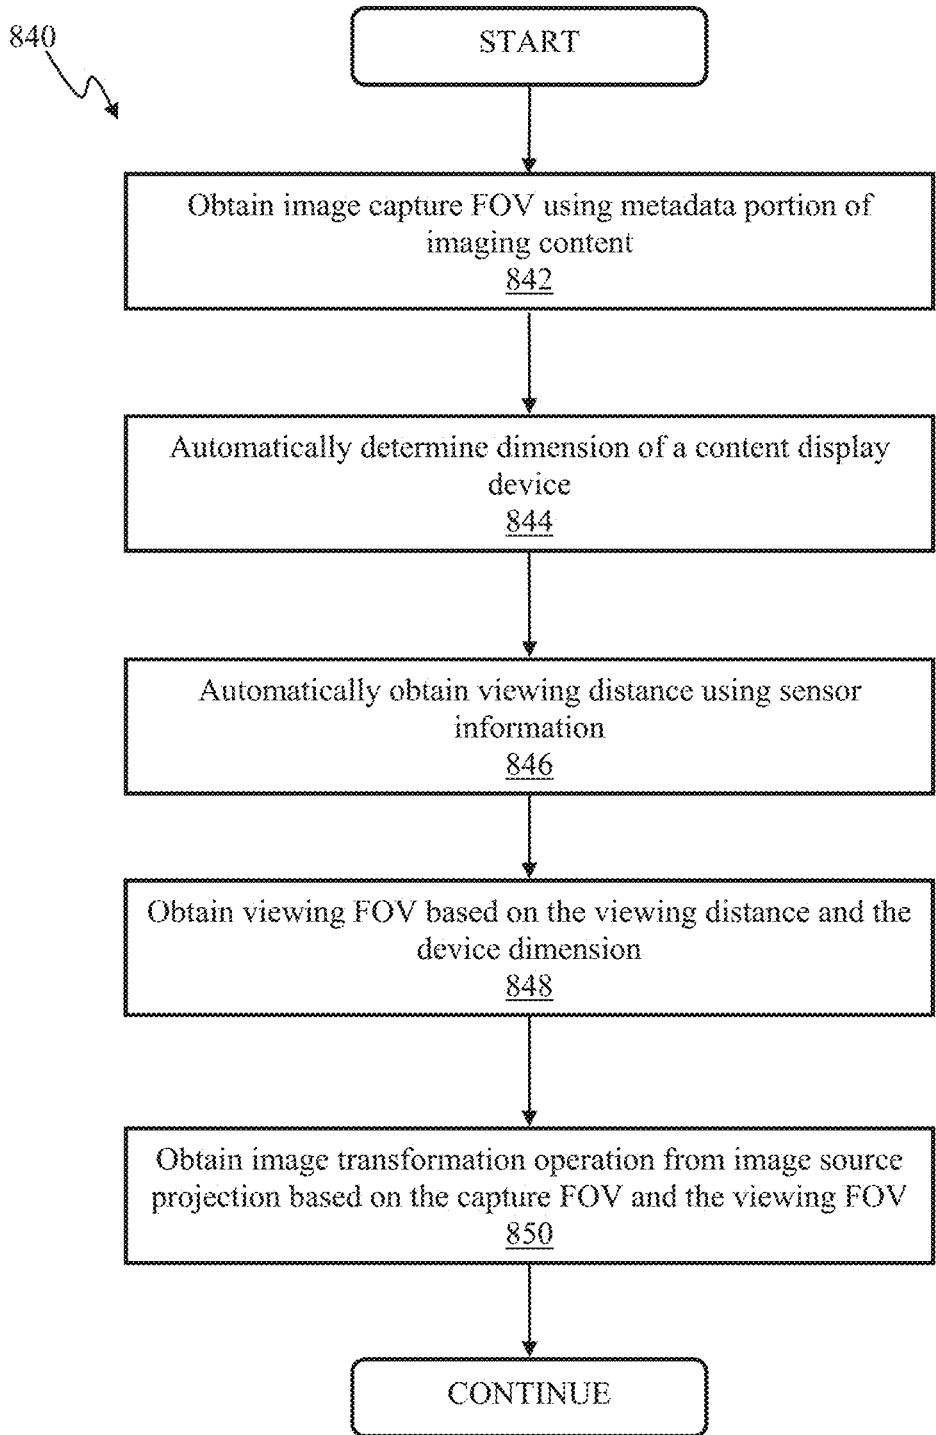 840
START
Obtain image capture FOV using metadata portion of
imaging content
842
Automatically determine dimension of a content display
device
844
Automatically obtain viewing distance using sensor
information
846
Obtain viewing FOV based on the viewing distance and the
device dimension
848
Obtain image transformation operation from image source
projection based on the capture FOV and the viewing FOV
850
CONTINUE